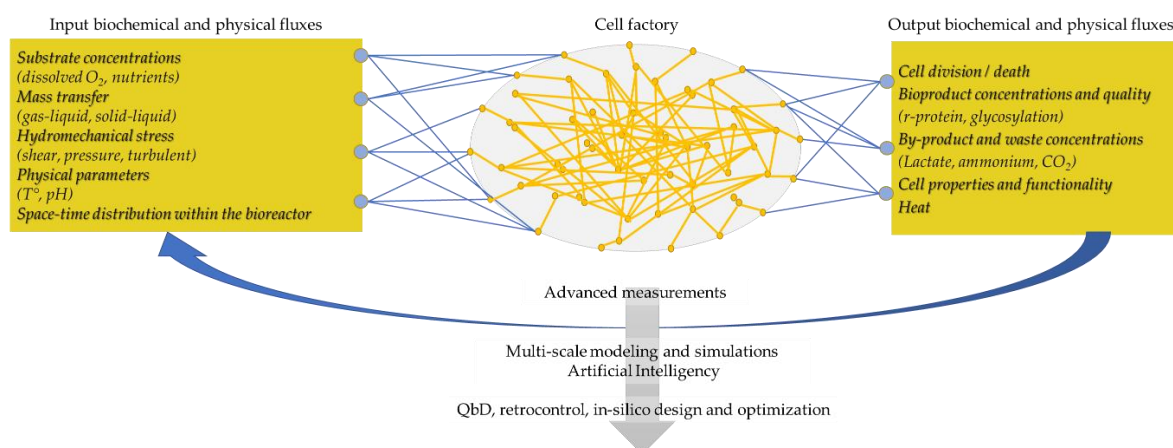 Input biochemical and physical fluxes
Substrate concentrations
(dissolved O₂, nutrients)
Mass transfer
(gas-liquid, solid-liquid)
Hydromechanical stress
(shear, pressure, turbulent)
Physical parameters
(T°, pH)
Space-time distribution within the bioreactor
Cell factory
Output biochemical and physical fluxes
Cell division / death
Bioproduct concentrations and quality
(r-protein, glycosylation)
By-product and waste concentrations
(Lactate, ammonium, CO₂)
Cell properties and functionality
Heat
Advanced measurements
Multi-scale modeling and simulations
Artificial Intelligency
QbD, retrocontrol, in-silico design and optimization